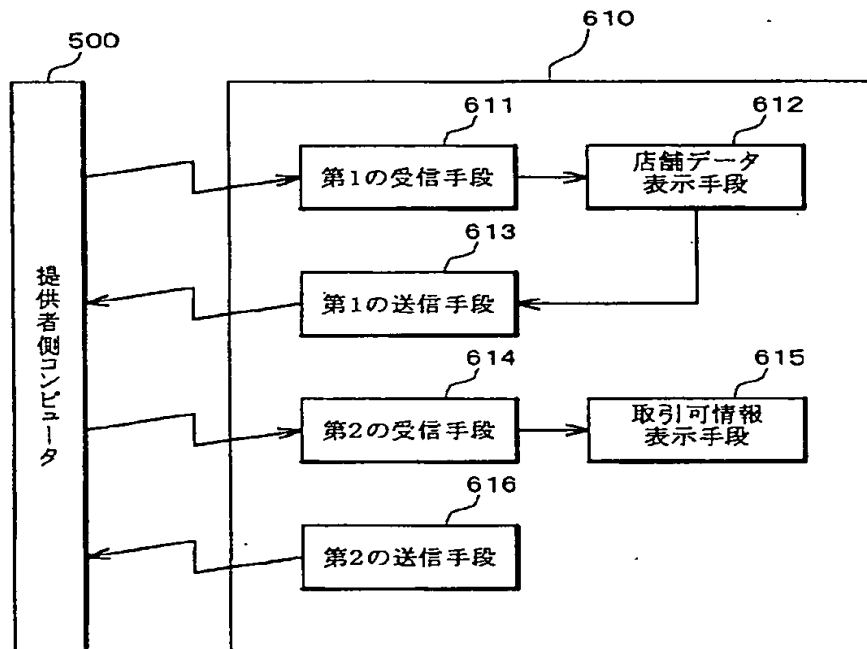 500
610
611
第1の受信手段
612
店舗データ
表示手段
613
第1の送信手段
提供者側コンピュータ
614
第2の受信手段
615
取引可情報
表示手段
616
第2の送信手段